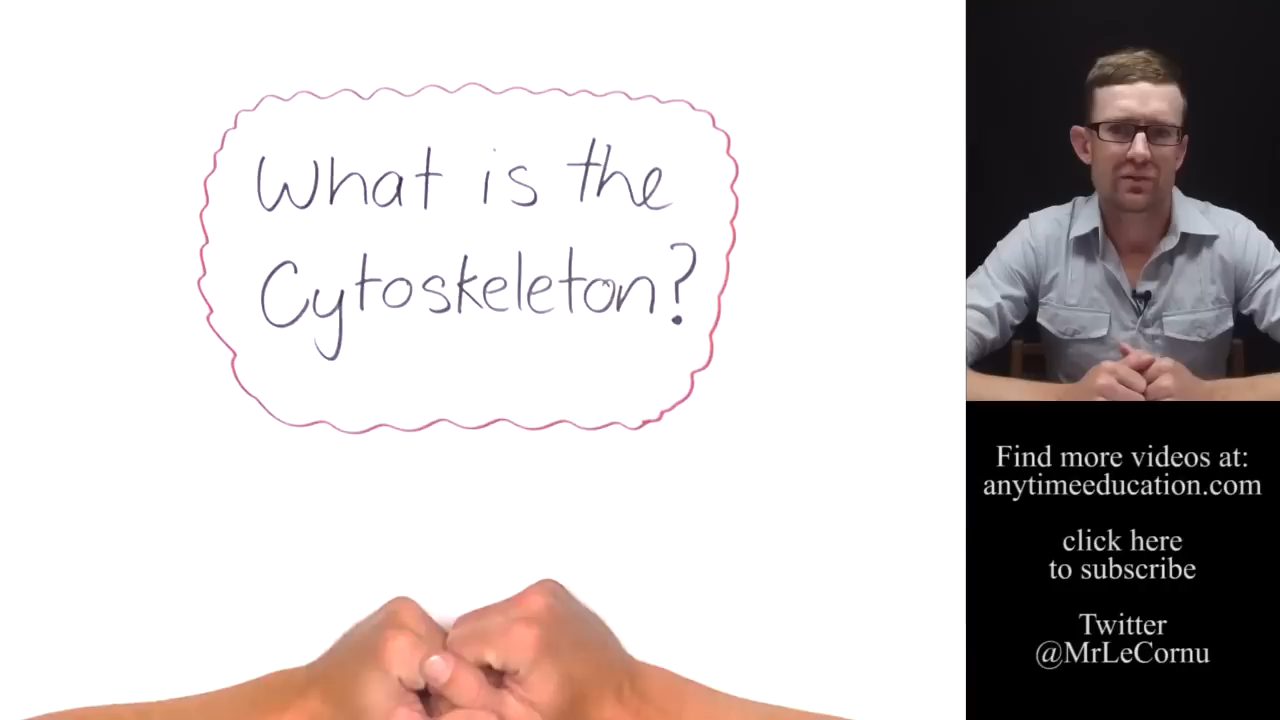 What is the
Cytoskeleton?
Find more videos at:
anytimeeducation.com
click here
to subscribe
Twitter
@MrLeCornu